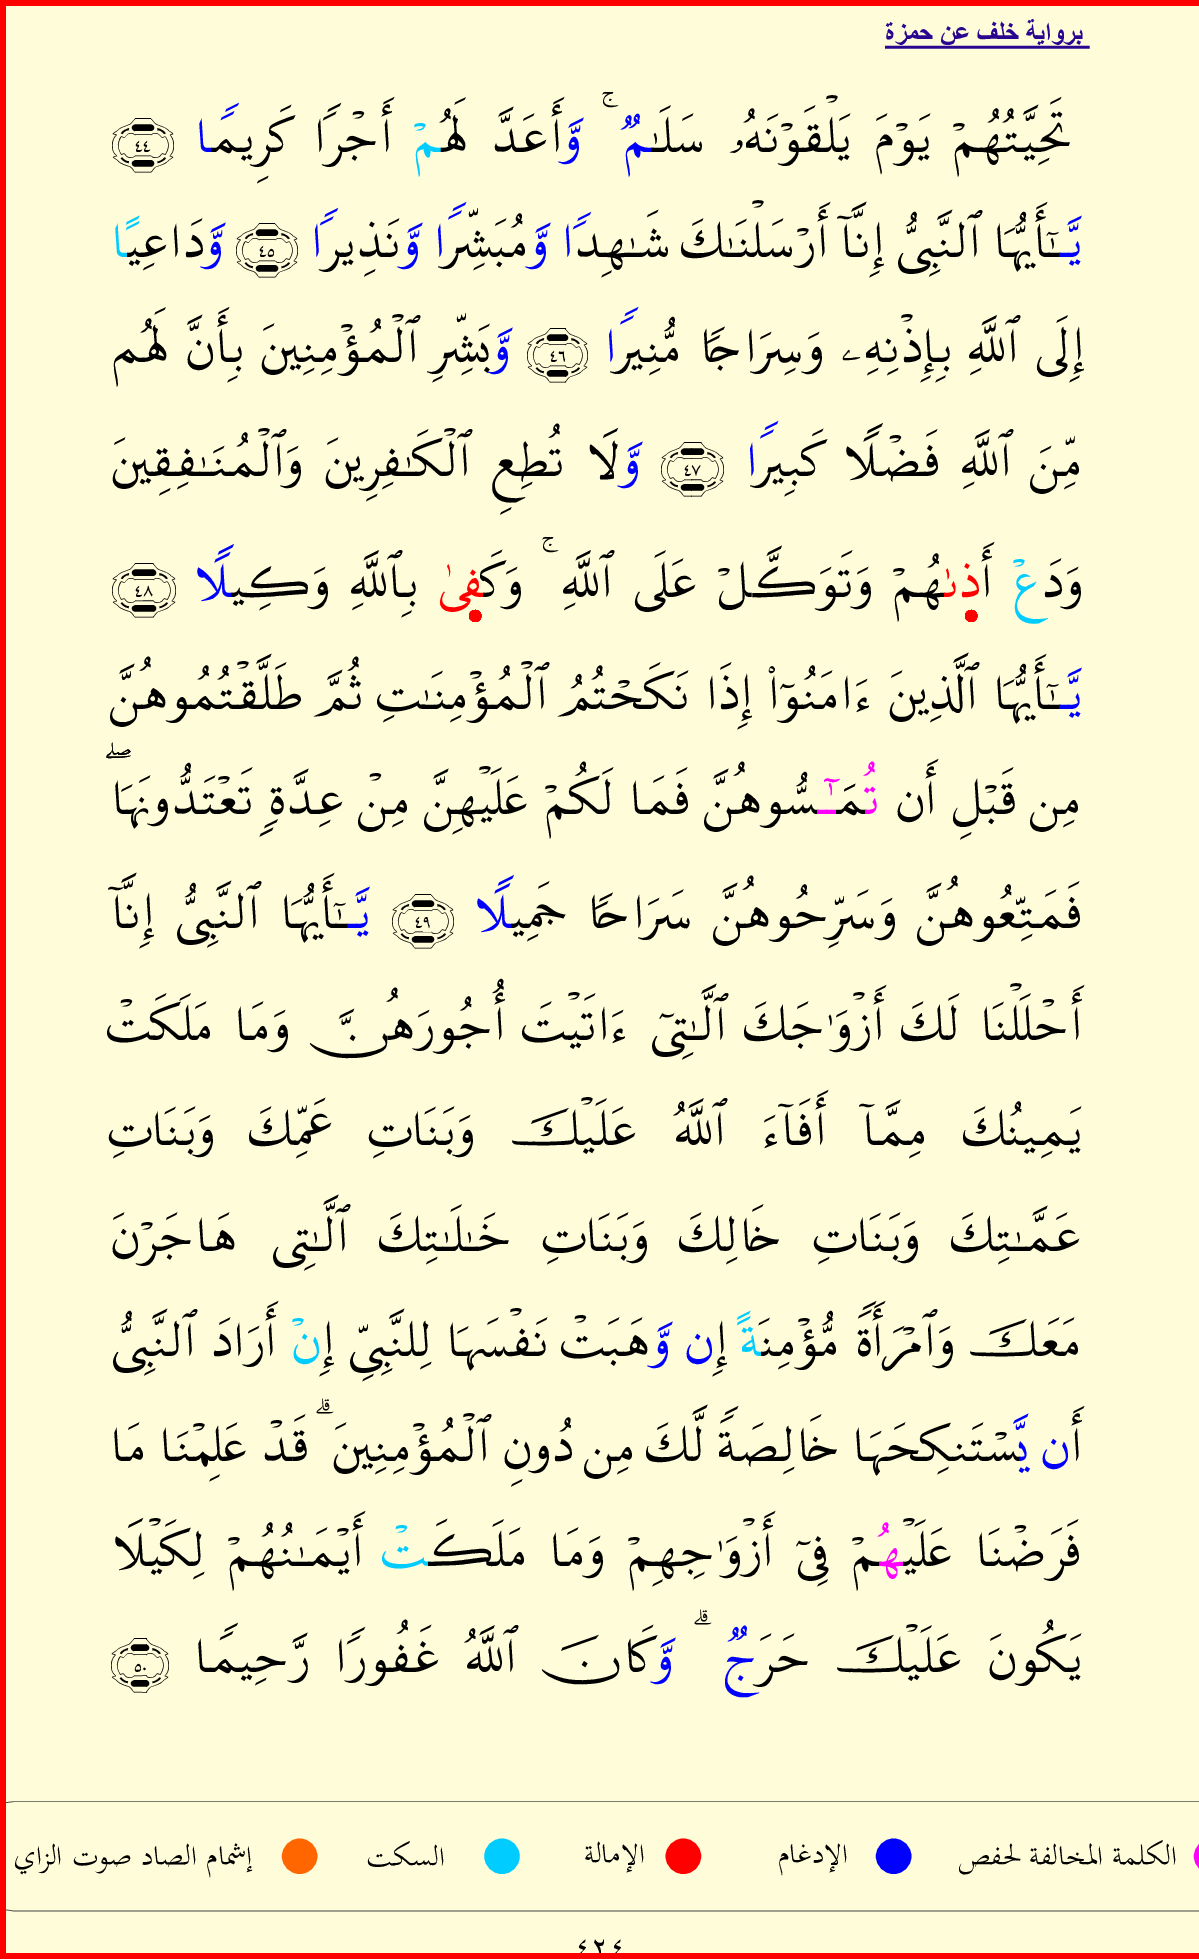 برواية خلف عن حمزة
تَحِيَّتُهُمْ يَوْمَ يَلْقَوْنَهُۥ سَلَـٰمٌۭ ۚ وَّأَعَدَّ لَهُمْ أَجْرًۭا كَرِيمًۭا ٤٤
يَّـٰٓأَيُّهَا ٱلنَّبِىُّ إِنَّآ أَرْسَلْنَـٰكَ شَـٰهِدًۭا وَّمُبَشِّرًۭا وَّنَذِيرًۭا ٤٥ وَّدَاعِيًا
إِلَى ٱللَّهِ بِإِذْنِهِۦ وَسِرَاجًۭا مُّنِيرًۭا ٤٦ وَّبَشِّرِ ٱلْمُؤْمِنِينَ بِأَنَّ لَهُم
مِّنَ ٱللَّهِ فَضْلًۭا كَبِيرًۭا ٤٧ وَّلَا تُطِعِ ٱلْكَـٰفِرِينَ وَٱلْمُنَـٰفِقِينَ
وَدَعْ أَذٜىٰهُمْ وَتَوَكَّلْ عَلَى ٱللَّهِ ۚ وَكَفٜىٰ بِٱللَّهِ وَكِيلًۭا ٤٨
يَّـٰٓأَيُّهَا ٱلَّذِينَ ءَامَنُوٓا۟ إِذَا نَكَحْتُمُ ٱلْمُؤْمِنَـٰتِ ثُمَّ طَلَّقْتُمُوهُنَّ
مِن قَبْلِ أَن تُمَـٰٓسُّوهُنَّ فَمَا لَكُمْ عَلَيْهِنَّ مِنْ عِدَّةٍۢ تَعْتَدُّونَهَا ۖ
فَمَتِّعُوهُنَّ وَسَرِّحُوهُنَّ سَرَاحًۭا جَمِيلًۭا ٤٩ يَّـٰٓأَيُّهَا ٱلنَّبِىُّ إِنَّآ
أَحْلَلْنَا لَكَ أَزْوَٰجَكَ ٱلَّـٰتِىٓ ءَاتَيْتَ أُجُورَهُنَّ وَمَا مَلَكَتْ
يَمِينُكَ مِمَّآ أَفَآءَ ٱللَّهُ عَلَيْكَ وَبَنَاتِ عَمِّكَ وَبَنَاتِ
عَمَّـٰتِكَ وَبَنَاتِ خَالِكَ وَبَنَاتِ خَـٰلَـٰتِكَ ٱلَّـٰتِى هَاجَرْنَ
مَعَكَ وَٱمْرَأَةًۭ مُّؤْمِنَةً إِن وَّهَبَتْ نَفْسَهَا لِلنَّبِىِّ إِنْ أَرَادَ ٱلنَّبِىُّ
أَن يَّسْتَنكِحَهَا خَالِصَةًۭ لَّكَ مِن دُونِ ٱلْمُؤْمِنِينَ ۗ قَدْ عَلِمْنَا مَا
فَرَضْنَا عَلَيْهُمْ فِىٓ أَزْوَٰجِهِمْ وَمَا مَلَكَتْ أَيْمَـٰنُهُمْ لِكَيْلَا
يَكُونَ عَلَيْكَ حَرَجٌۭ ۗ وَّكَانَ ٱللَّهُ غَفُورًۭا رَّحِيمًۭا ٥٠
الكلمة المخالفة لحفص الإدغام الإمالة السكت إشمام الصاد صوت الزاي
٤٢٤